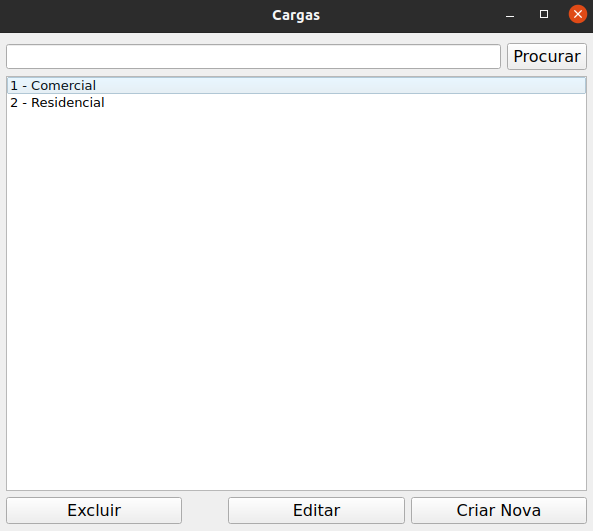 Cargas
Procurar
1 - Comercial
2 - Residencial
Excluir Editar Criar Nova